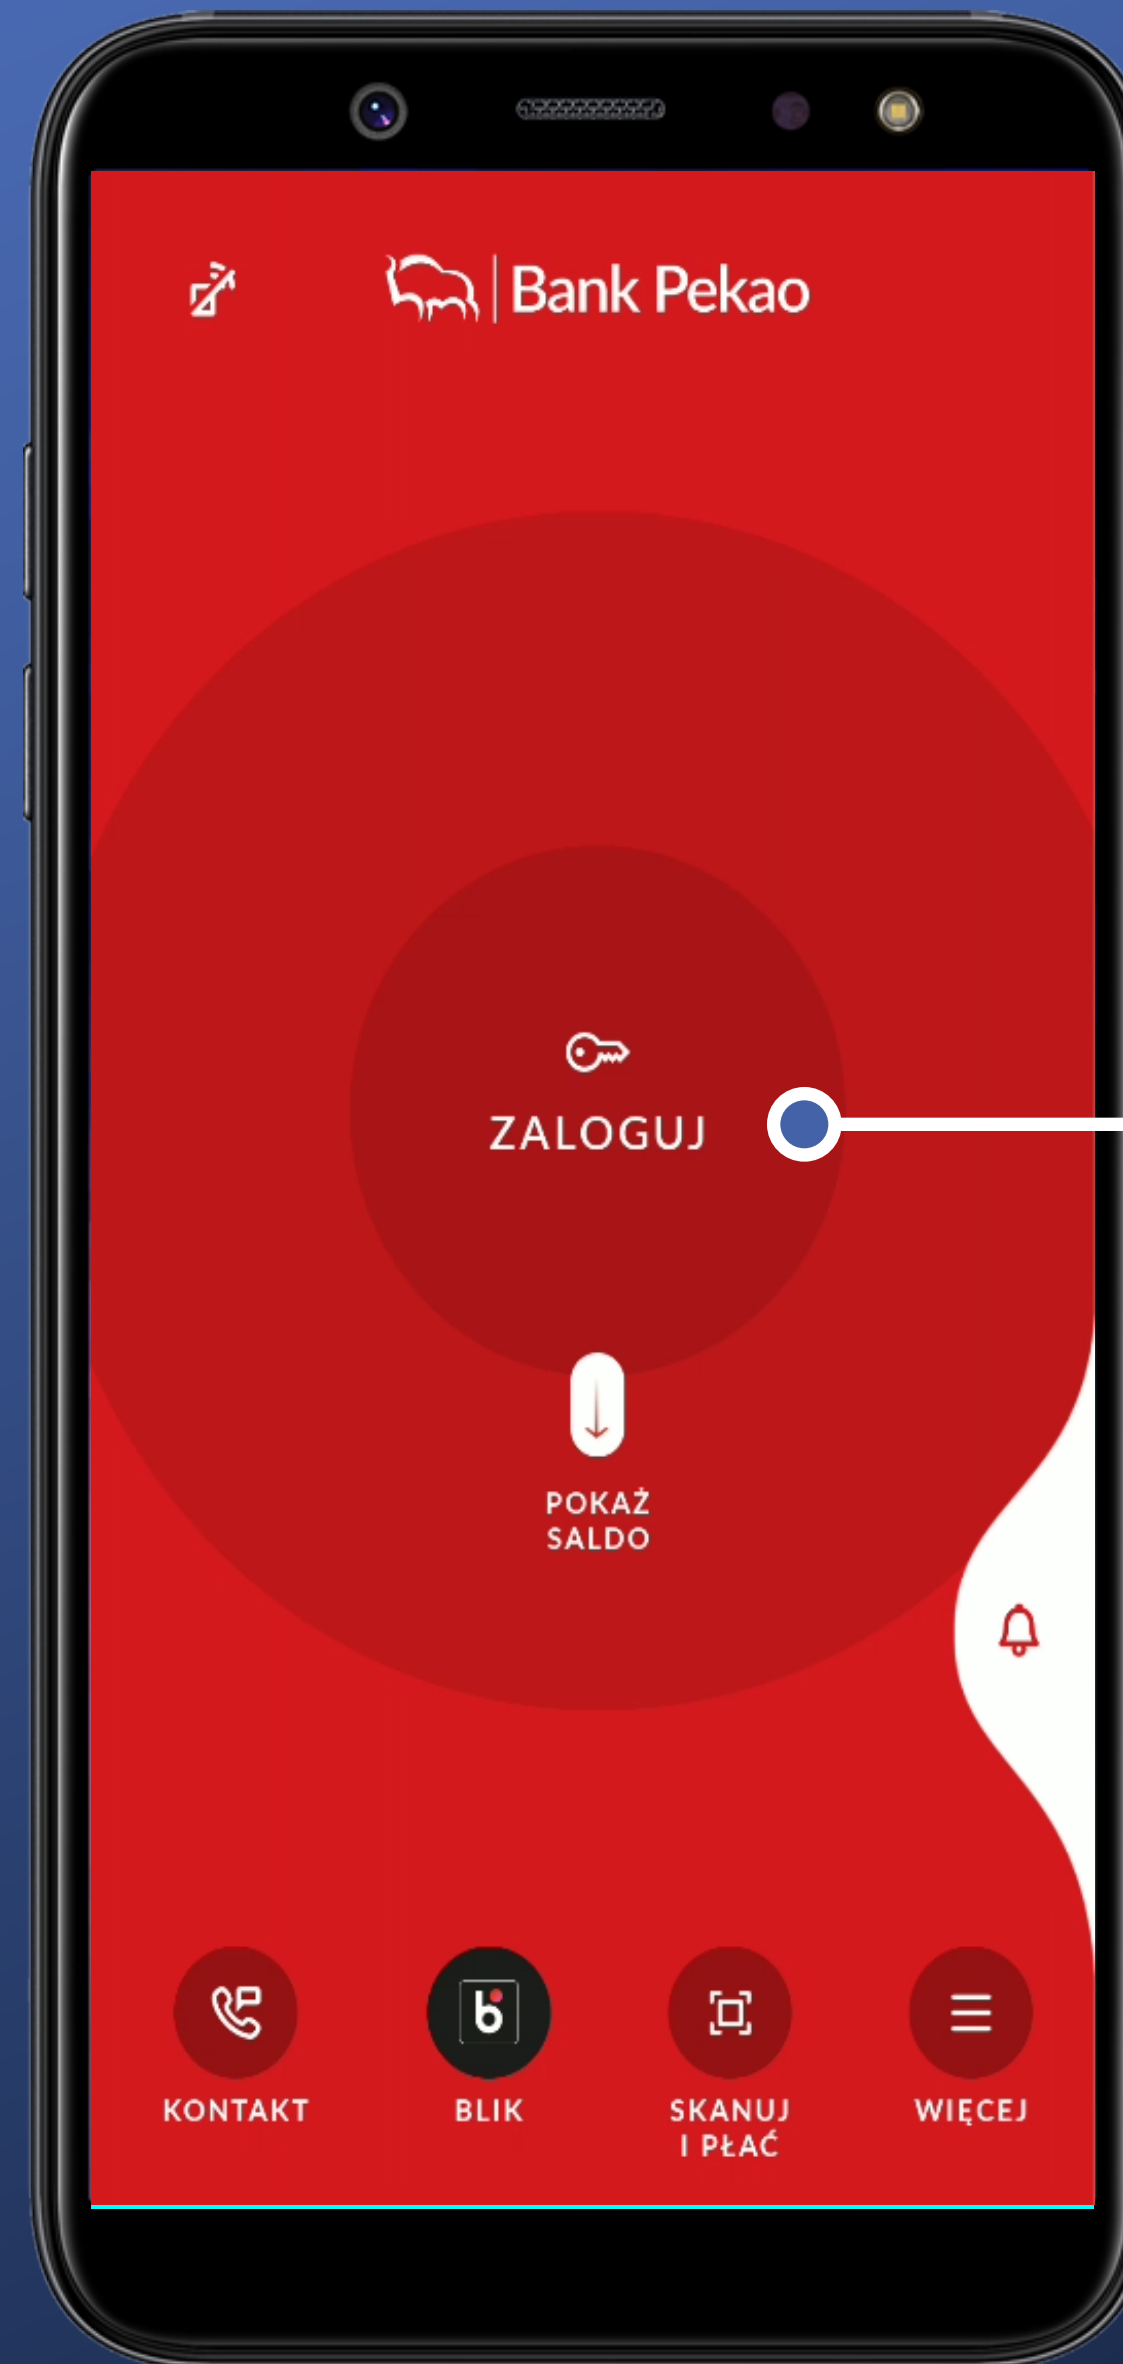 Bank Pekao
ZALOGUJ
POKAŻ
SALDO
KONTAKT
BLIK
SKANUJ
I PŁAĆ
WIĘCEJ